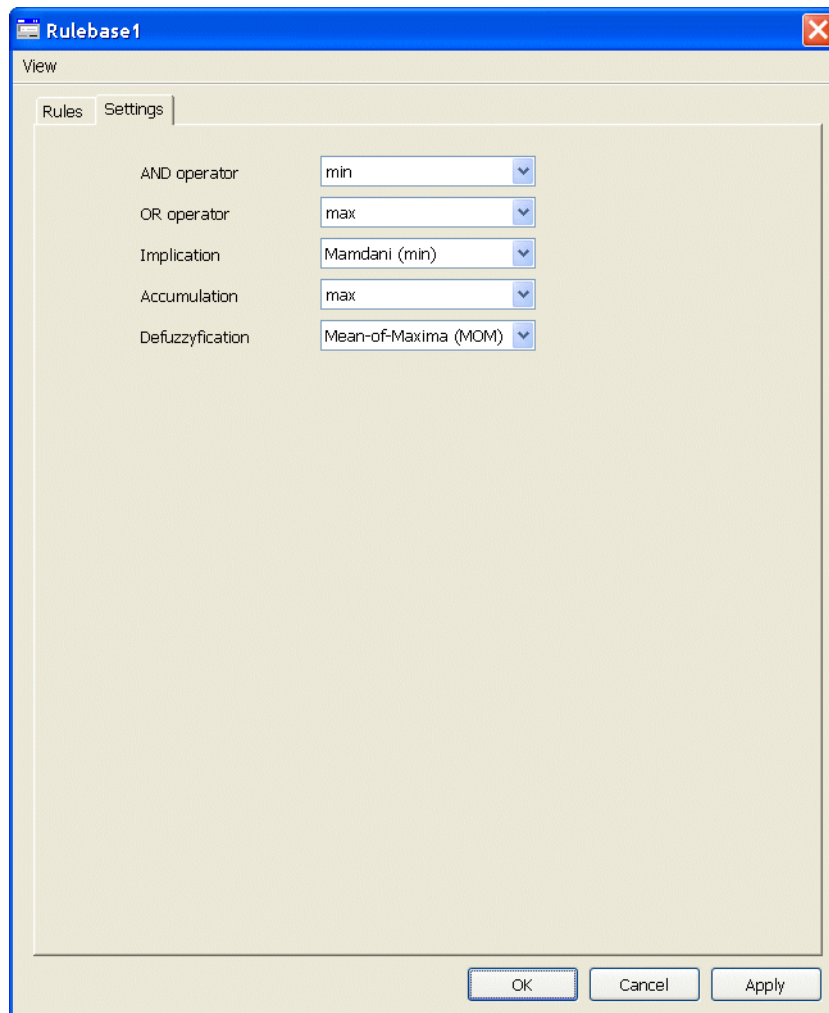 Rulebase1
View
Rules Settings
AND operator min
OR operator max
Implication Mamdani (min)
Accumulation max
Defuzzyfication Mean-of-Maxima (MOM)
OK Cancel Apply